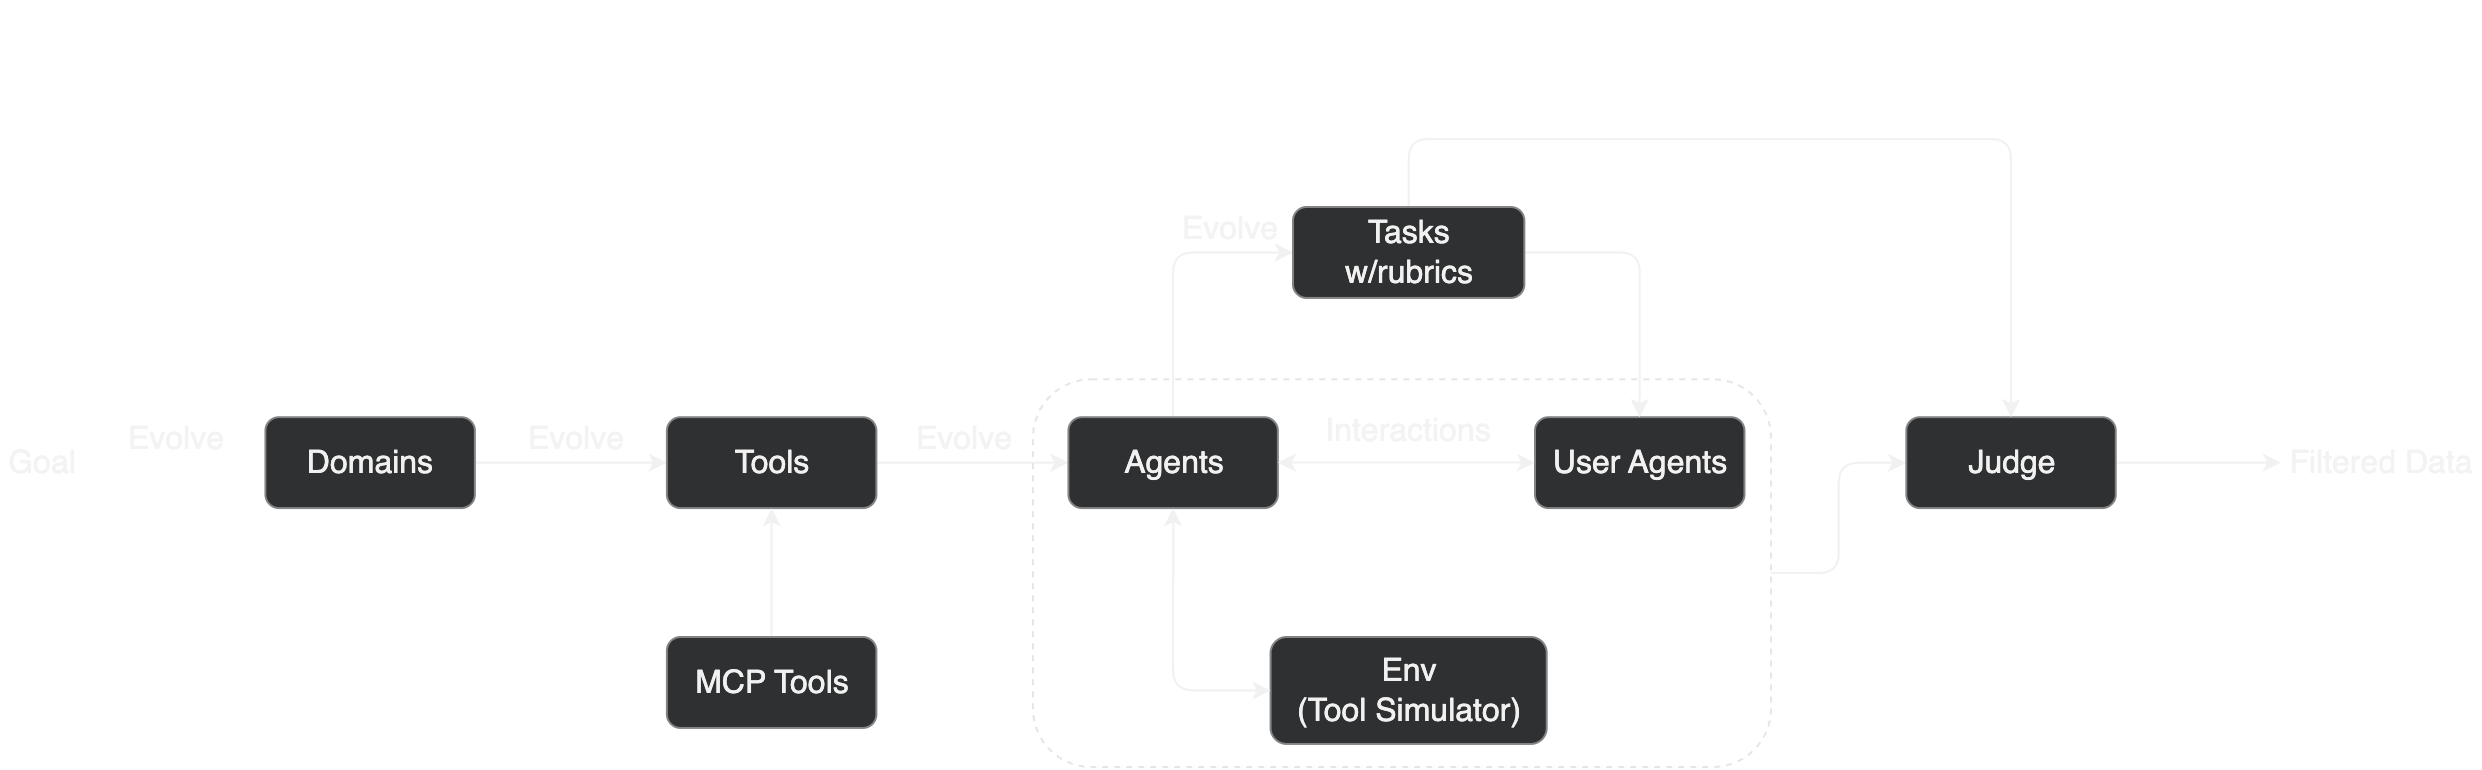 Evolve
Tasks
w/rubrics
Goal
Evolve
Domains
Evolve
Tools
Evolve
Agents
Interactions
User Agents
Judge
Filtered Data
MCP Tools
Env
(Tool Simulator)